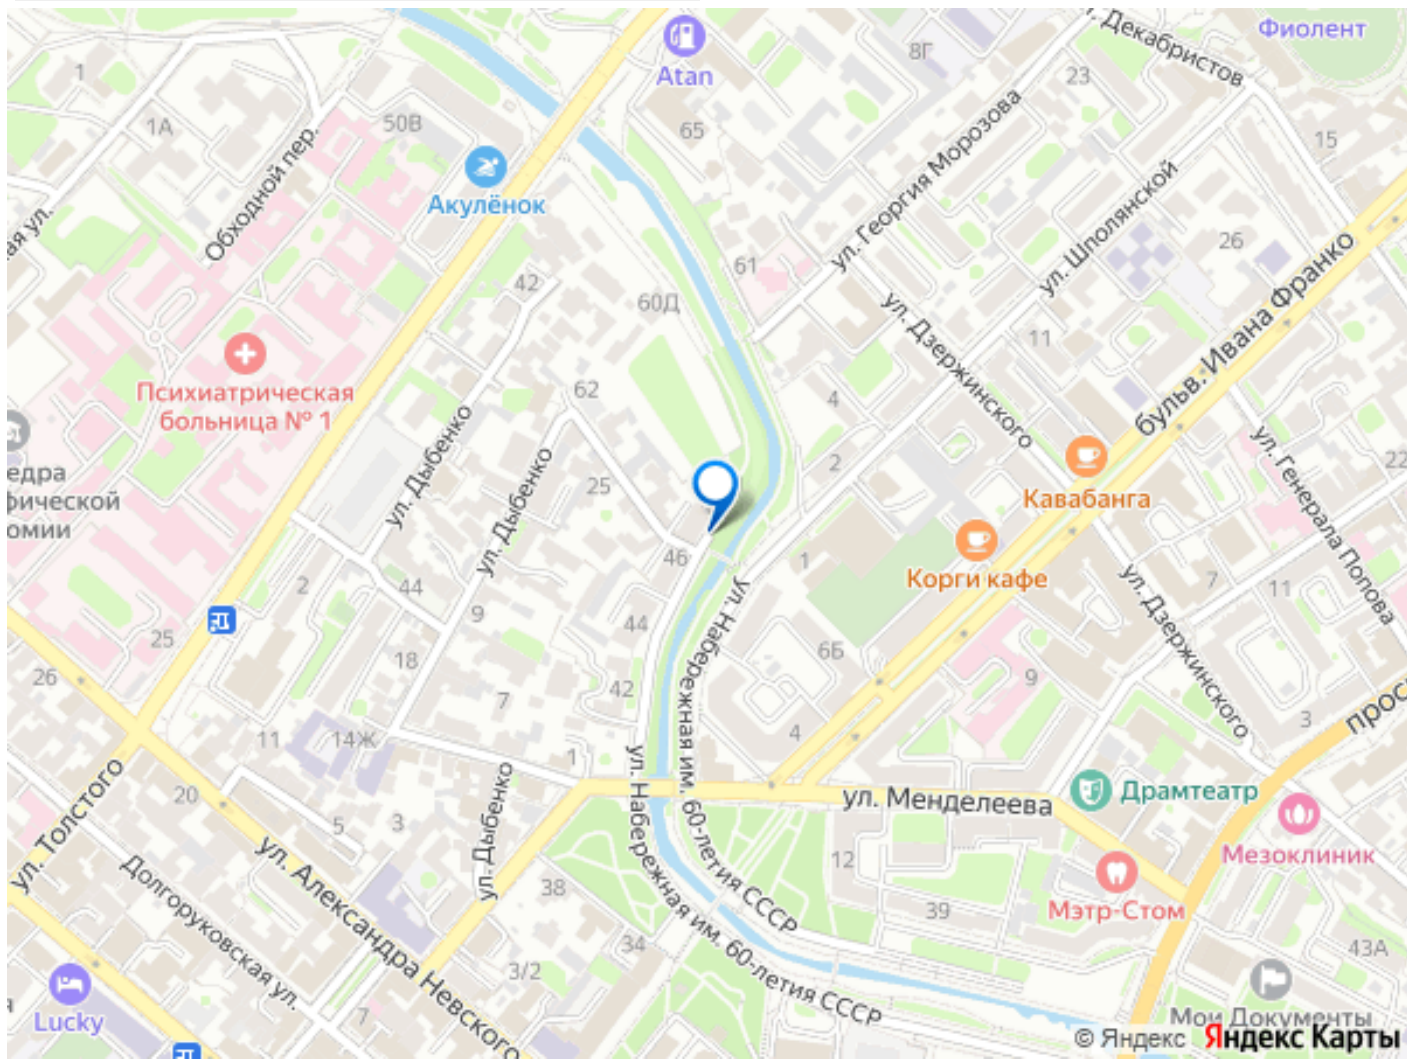 ул. Декабристов
Фиолент
1
Atan
8Г
23
1А
50В
65
15
Обходной пер.
Акулёнок
ул. Георгия Морозова
ул. Шполянской
26
61
42
60Д
ул. Дзержинского
11
бульв. Ивана Франко
Психиатрическая
больница № 1
62
4
ул. Дыбенко
ул. Дыбенко
2
25
Кавабанга
ул. Генерала Попова
22
едра
фической
омии
Корги кафе
46
1
ул. Дзержинского
7
11
2
44
9
44
25
18
6Б
9
26
7
42
3
11
14Ж
4
1
прос
ул. Набережная им. 60-летия СССР
ул. Набережная им. 60-летия СССР
ул. Менделеева
Драмтеатр
20
5
3
ул. Дыбенко
ул. Толстого
ул. Александра Невского
12
Мезоклиник
Долгоруковская ул.
38
39
Мэтр-Стом
34
43А
3/2
Lucky
7
Мои Документы
© Яндекс Яндекс Карты